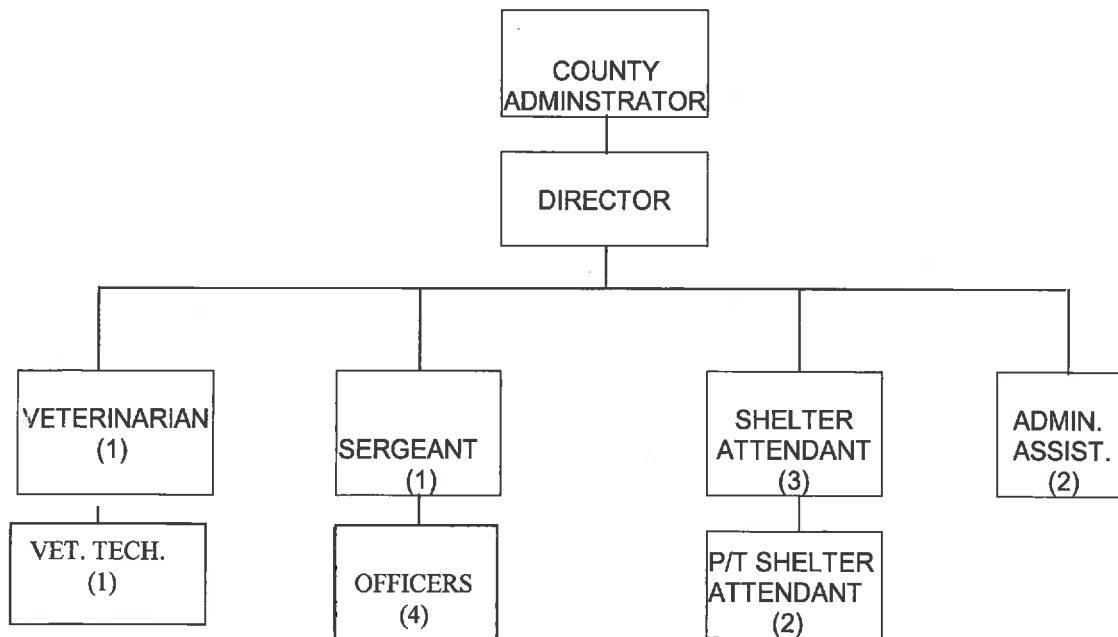 COUNTY
ADMINSTRATOR
DIRECTOR
VETERINARIAN
(1)
SERGEANT
(1)
SHELTER
ATTENDANT
(3)
ADMIN.
ASSIST.
(2)
VET. TECH.
(1)
OFFICERS
(4)
P/T SHELTER
ATTENDANT
(2)